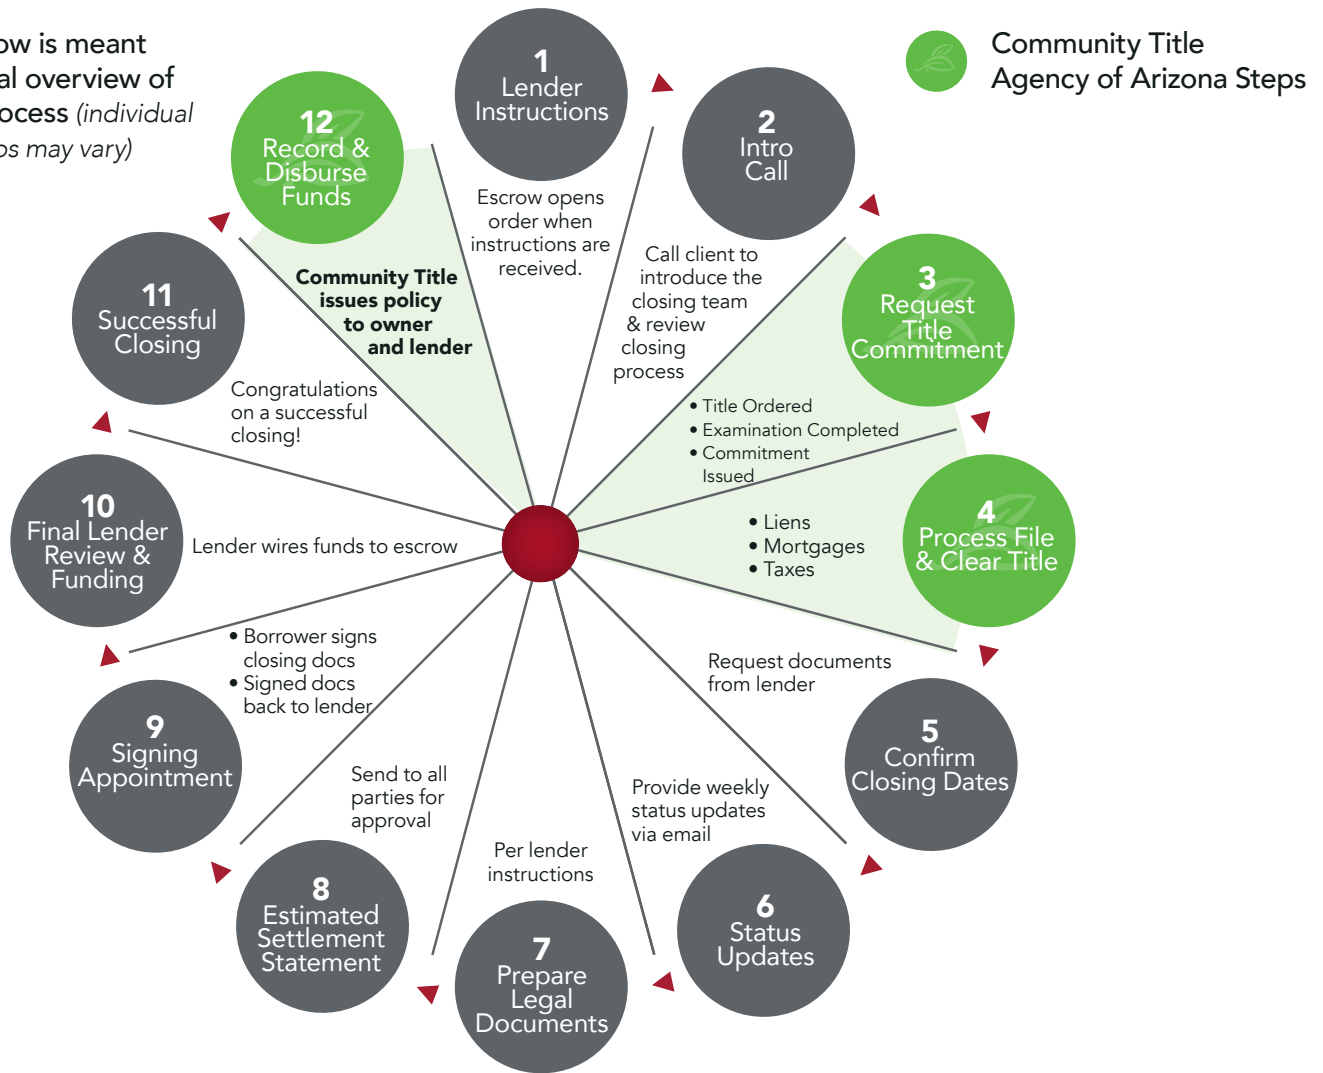 ow is meant
al overview of
ocess (individual
os may vary)
Community Title
Agency of Arizona Steps
1
Lender
Instructions
Escrow opens
order when
instructions are
received.
2
Intro
Call
Call client to
introduce the
closing team
& review
closing
process
3
Request
Title
Commitment
• Title Ordered
• Examination Completed
• Commitment
Issued
4
Process File
& Clear Title
• Liens
• Mortgages
• Taxes
5
Confirm
Closing Dates
Request documents
from lender
6
Status
Updates
Provide weekly
status updates
via email
7
Prepare
Legal
Documents
Per lender
instructions
8
Estimated
Settlement
Statement
Send to all
parties for
approval
9
Signing
Appointment
• Borrower signs
closing docs
• Signed docs
back to lender
10
Final Lender
Review &
Funding
Lender wires funds to escrow
11
Successful
Closing
Congratulations
on a successful
closing!
12
Record &
Disburse
Funds
Community Title
issues policy
to owner
and lender